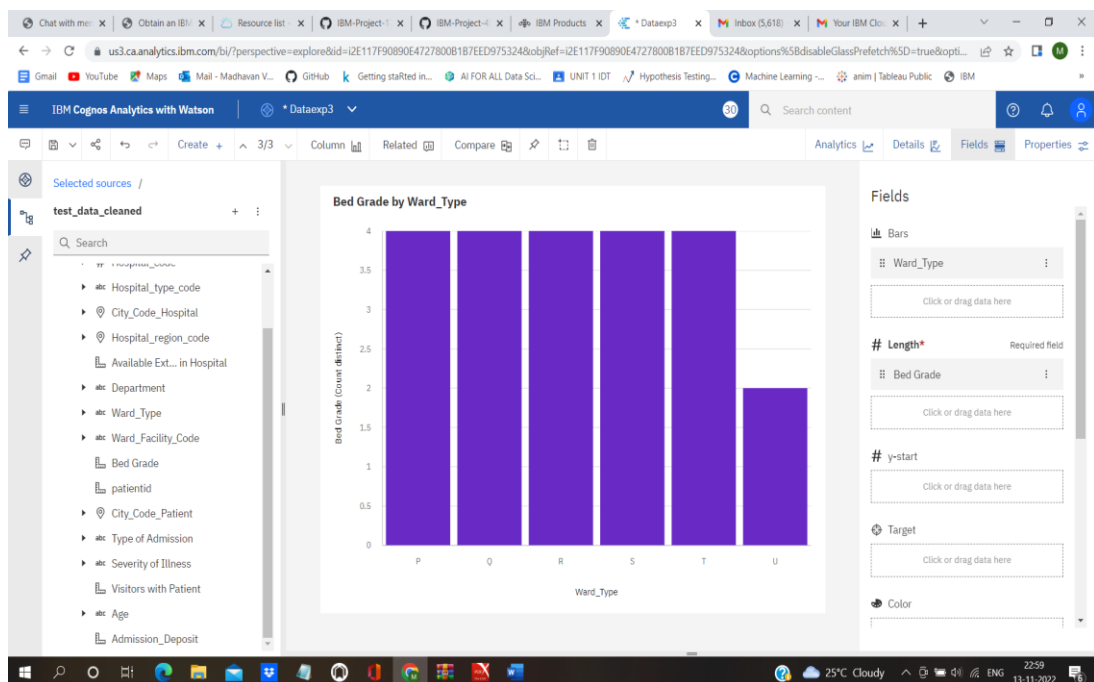 Chat with mer
Obtain an IBM
Resource list -
IBM-Project-1
IBM-Project-4
IBM Products
* Dataexp3
Inbox (5,618)
Your IBM Clou
us3.ca.analytics.ibm.com/bi/?perspective=explore&id=i2E117F90890E4727800B1B7EED975324&objRef=i2E117F90890E4727800B1B7EED975324&options%5BdisableGlassPrefetch%5D=true&opti...
M
Gmail
YouTube
Maps
Mail - Madhavan V...
GitHub
Getting staRted in...
AI FOR ALL Data Sci...
UNIT 1 IDT
Hypothesis Testing...
Machine Learning -...
anim | Tableau Public
IBM
»
IBM Cognos Analytics with Watson
* Dataexp3
30
Search content
Create +
3/3
Column
Related
Compare
Analytics
Details
Fields
Properties
Selected sources /
test_data_cleaned
Search
# Hospital_code
abc Hospital_type_code
City_Code_Hospital
Hospital_region_code
Available Ext... in Hospital
abc Department
abc Ward_Type
abc Ward_Facility_Code
Bed Grade
patientid
City_Code_Patient
abc Type of Admission
abc Severity of Illness
Visitors with Patient
abc Age
Admission_Deposit
Bed Grade by Ward_Type
Bed Grade (Count distinct)
4
3.5
3
2.5
2
1.5
1
0.5
0
P Q R S T U
Ward_Type
Fields
Bars
Ward_Type
Click or drag data here
# Length* Required field
Bed Grade
Click or drag data here
# y-start
Click or drag data here
Target
Click or drag data here
Color
25°C Cloudy
ENG
22:59
13-11-2022